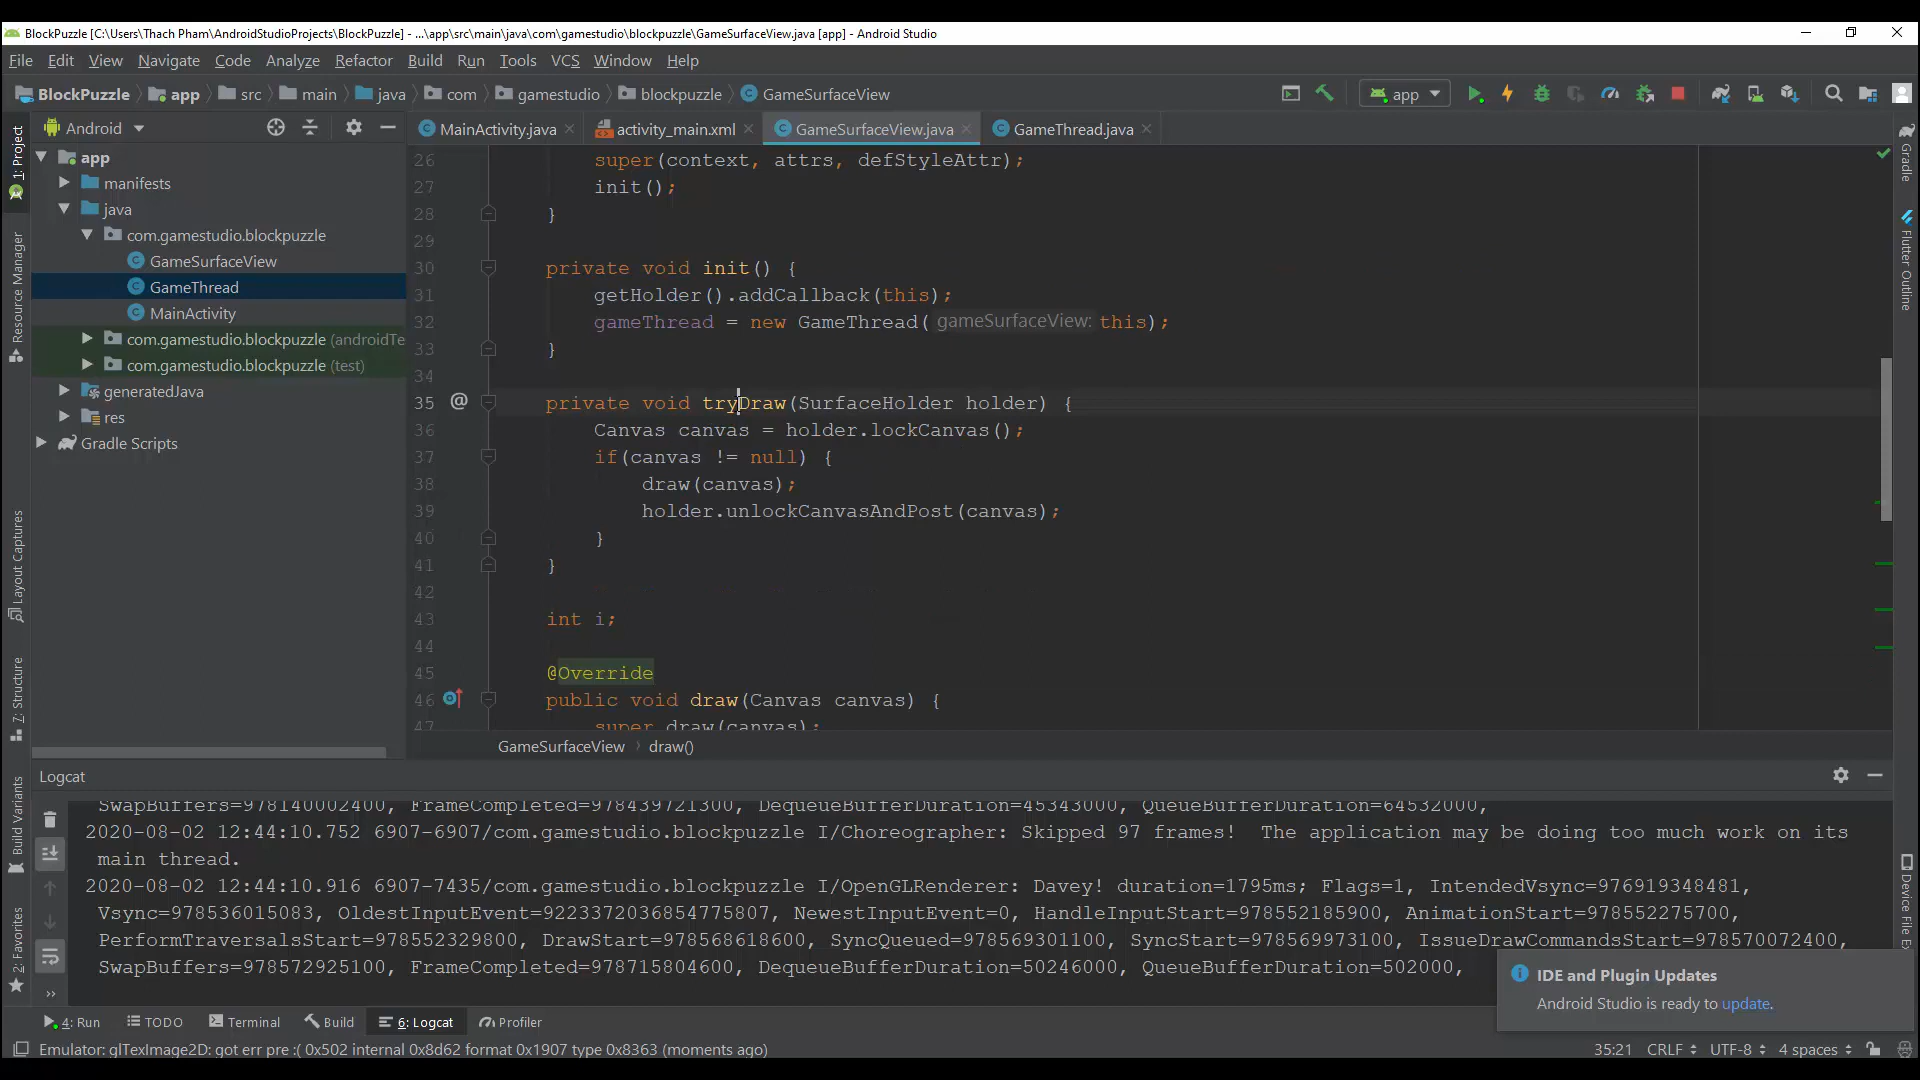 BlockPuzzle [C:\Users\Thach Pham\AndroidStudioProjects\BlockPuzzle] - ...\app\src\main\java\com\gamestudio\blockpuzzle\GameSurfaceView.java [app] - Android Studio
File Edit View Navigate Code Analyze Refactor Build Run Tools VCS Window Help
BlockPuzzle app src main java com gamestudio blockpuzzle GameSurfaceView app
Android
MainActivity.java activity_main.xml GameSurfaceView.java GameThread.java
1: Project
Resource Manager
Layout Captures
7: Structure
Build Variants
2: Favorites
app
manifests
java
com.gamestudio.blockpuzzle
GameSurfaceView
GameThread
MainActivity
com.gamestudio.blockpuzzle (androidTe
com.gamestudio.blockpuzzle (test)
generatedJava
res
Gradle Scripts
26 super(context, attrs, defStyleAttr);
27 init();
28 }
29
30 private void init() {
31 getHolder().addCallback(this);
32 gameThread = new GameThread( gameSurfaceView: this);
33 }
34
35 @ private void tryDraw(SurfaceHolder holder) {
36 Canvas canvas = holder.lockCanvas();
37 if(canvas != null) {
38 draw(canvas);
39 holder.unlockCanvasAndPost(canvas);
40 }
41 }
42
43 int i;
44
45 @Override
46 public void draw(Canvas canvas) {
47 super.draw(canvas);
GameSurfaceView › draw()
Gradle
Flutter Outline
Device File Ex
Logcat
SwapBuffers=978140002400, FrameCompleted=978439721300, DequeueBufferDuration=45343000, QueueBufferDuration=64532000,
2020-08-02 12:44:10.752 6907-6907/com.gamestudio.blockpuzzle I/Choreographer: Skipped 97 frames!  The application may be doing too much work on its
main thread.
2020-08-02 12:44:10.916 6907-7435/com.gamestudio.blockpuzzle I/OpenGLRenderer: Davey! duration=1795ms; Flags=1, IntendedVsync=976919348481,
Vsync=978536015083, OldestInputEvent=9223372036854775807, NewestInputEvent=0, HandleInputStart=978552185900, AnimationStart=978552275700,
PerformTraversalsStart=978552329800, DrawStart=978568618600, SyncQueued=978569301100, SyncStart=978569973100, IssueDrawCommandsStart=978570072400,
SwapBuffers=978572925100, FrameCompleted=978715804600, DequeueBufferDuration=50246000, QueueBufferDuration=502000,
IDE and Plugin Updates
Android Studio is ready to update.
4: Run TODO Terminal Build 6: Logcat Profiler
Emulator: glTexImage2D: got err pre :( 0x502 internal 0x8d62 format 0x1907 type 0x8363 (moments ago) 35:21 CRLF UTF-8 4 spaces